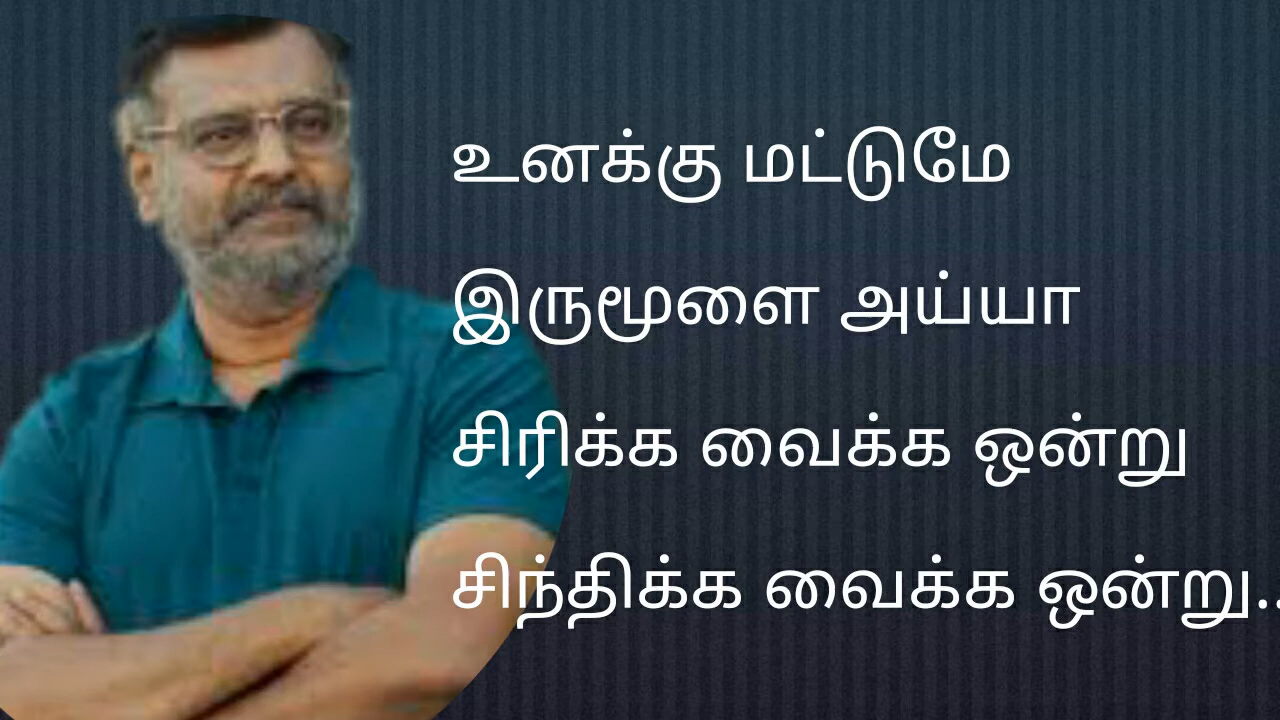 உனக்கு மட்டுமே
இருமூளை அய்யா
சிரிக்க வைக்க ஒன்று
சிந்திக்க வைக்க ஒன்று..